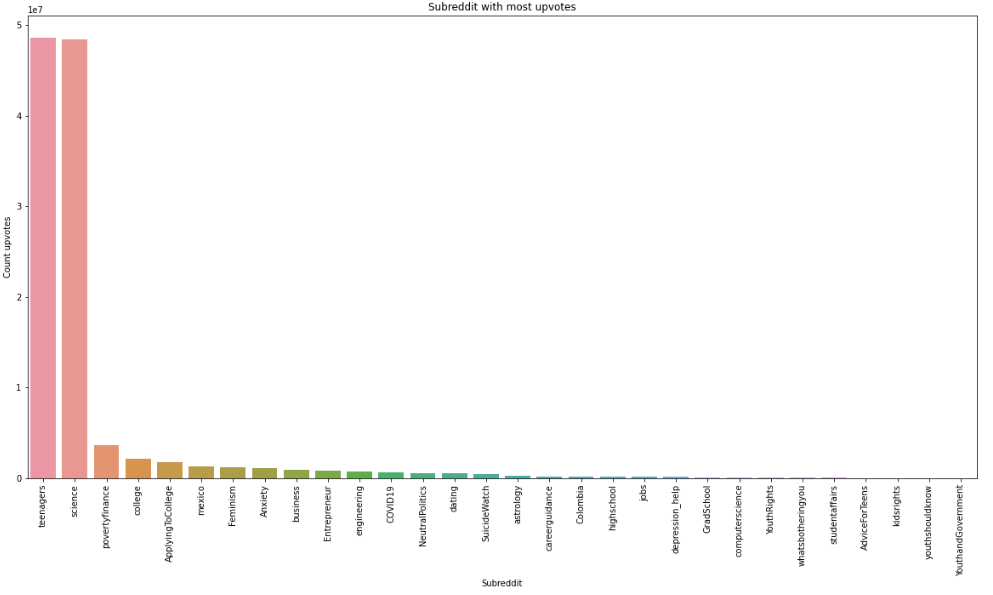 Subreddit with most upvotes
1e7
5
4
3
2
1
0
Count upvotes
teenagers
science
povertyfinance
college
ApplyingToCollege
mexico
Feminism
Anxiety
business
Entrepreneur
engineering
COVID19
NeutralPolitics
dating
SuicideWatch
astrology
careerguidance
Colombia
highschool
jobs
depression_help
GradSchool
computerscience
YouthRights
whatsbotheringyou
studentaffairs
AdviceForTeens
kidsrights
youthshouldknow
YouthandGovernment
Subreddit